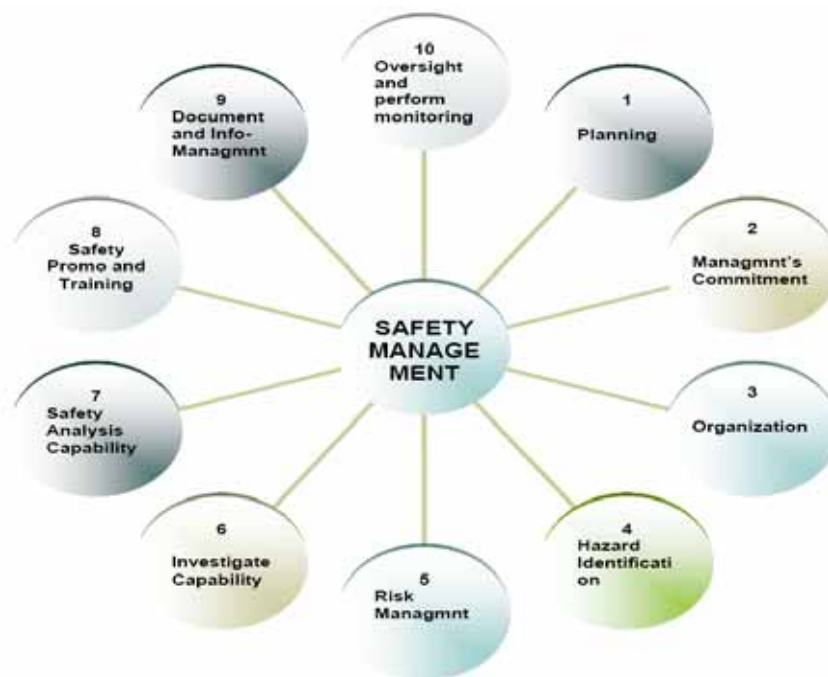 10
Oversight
and
perform
monitoring
1
Planning
2
Managmnt's
Commitment
3
Organization
4
Hazard
Identificati
on
5
Risk
Managmnt
6
Investigate
Capability
7
Safety
Analysis
Capability
8
Safety
Promo and
Training
9
Document
and Info-
Managmnt
SAFETY
MANAGE
MENT